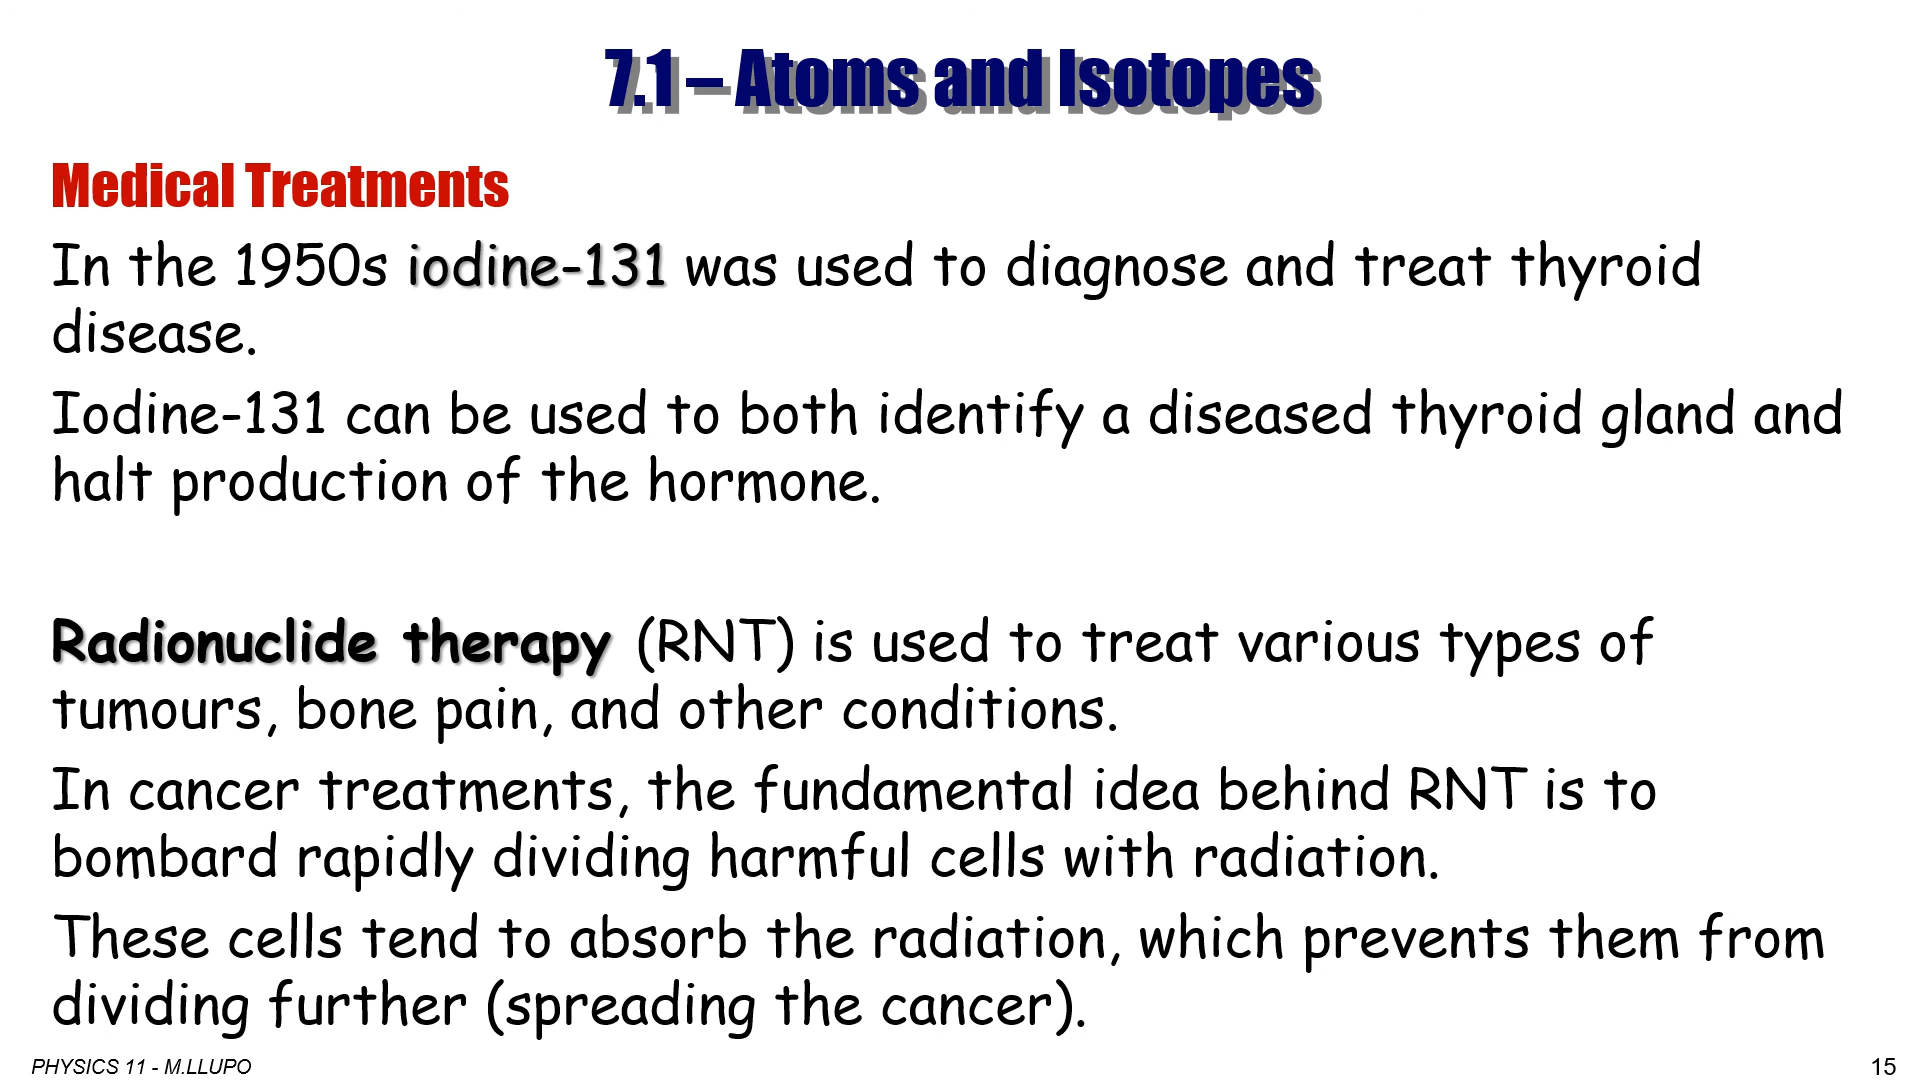 7.1 – Atoms and Isotopes
Medical Treatments
In the 1950s iodine-131 was used to diagnose and treat thyroid
disease.
Iodine-131 can be used to both identify a diseased thyroid gland and
halt production of the hormone.
Radionuclide therapy (RNT) is used to treat various types of
tumours, bone pain, and other conditions.
In cancer treatments, the fundamental idea behind RNT is to
bombard rapidly dividing harmful cells with radiation.
These cells tend to absorb the radiation, which prevents them from
dividing further (spreading the cancer).
PHYSICS 11 - M.LLUPO
15